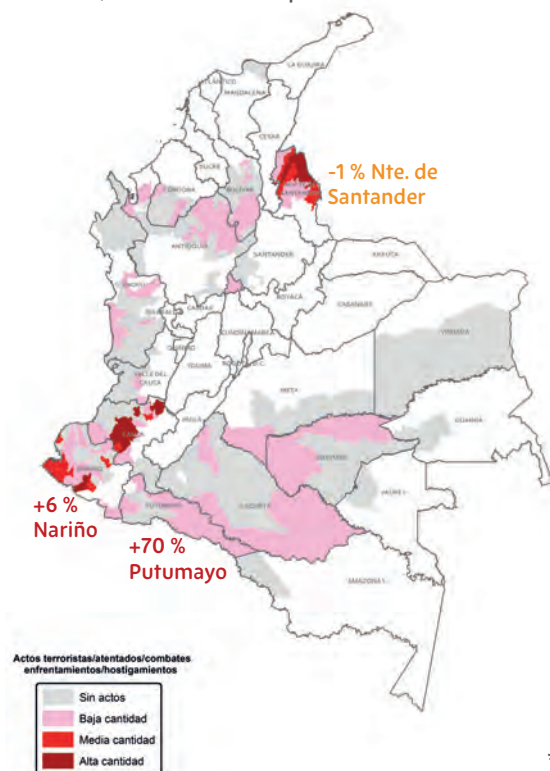 LA GUAJIRA
ATLÁNTICO
MAGDALENA
CESAR
SUCRE
CÓRDOBA
BOLÍVAR
-1 % Nte. de
Santander
ANTIOQUIA
SANTANDER
ARAUCA
BOYACÁ
CASANARE
CALDAS
CUNDINAMARCA
VICHADA
TOLIMA
VALLE DEL
CAUCA
META
GUAINÍA
HUILA
CAUCA
NARIÑO
GUAVIARE
+6 %
Nariño
PUTUMAYO
CAQUETÁ
+70 %
Putumayo
Actos terroristas/atentados/combates
enfrentamientos/hostigamientos
Sin actos
Baja cantidad
Media cantidad
Alta cantidad